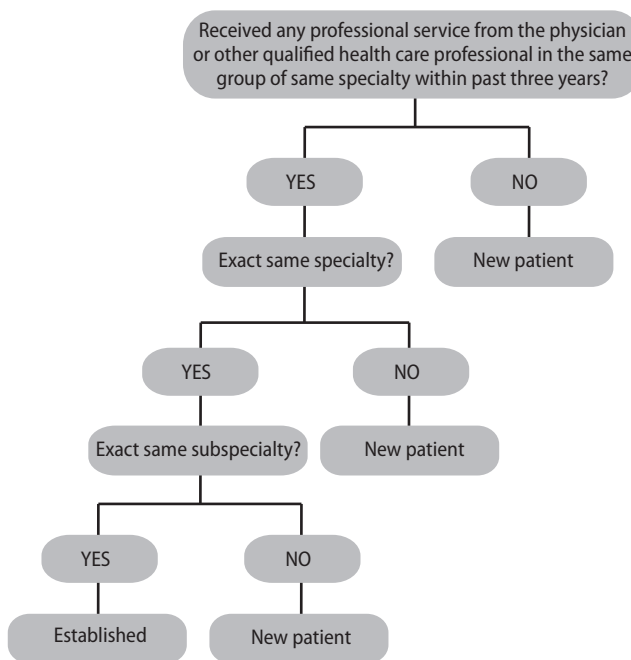 Received any professional service from the physician
or other qualified health care professional in the same
group of same specialty within past three years?
YES
NO
Exact same specialty?
New patient
YES
NO
Exact same subspecialty?
New patient
YES
NO
Established
New patient